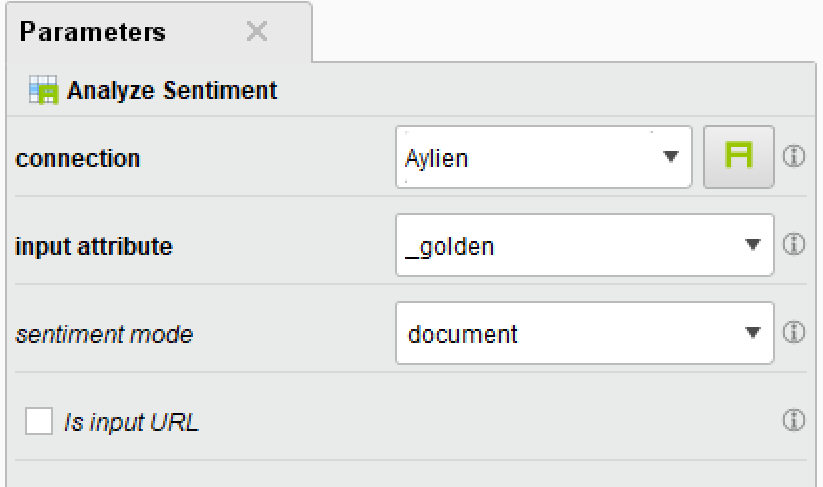 Parameters
Analyze Sentiment
connection
Aylien
input attribute
_golden
sentiment mode
document
Is input URL